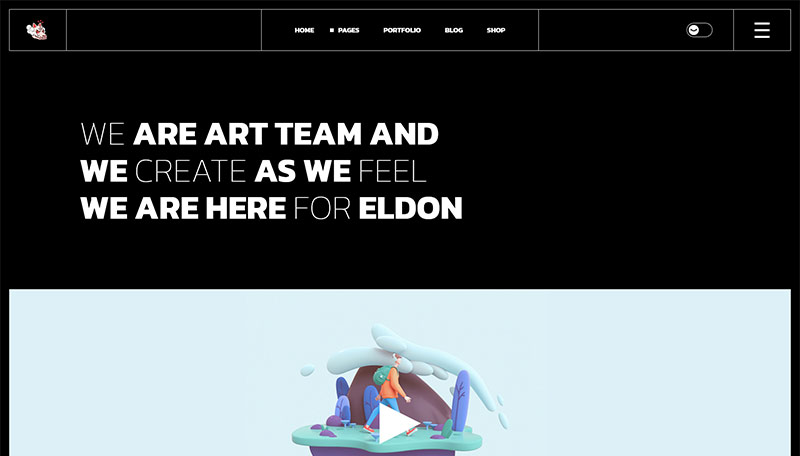 HOME PAGES PORTFOLIO BLOG SHOP
WE ARE ART TEAM AND
WE CREATE AS WE FEEL
WE ARE HERE FOR ELDON